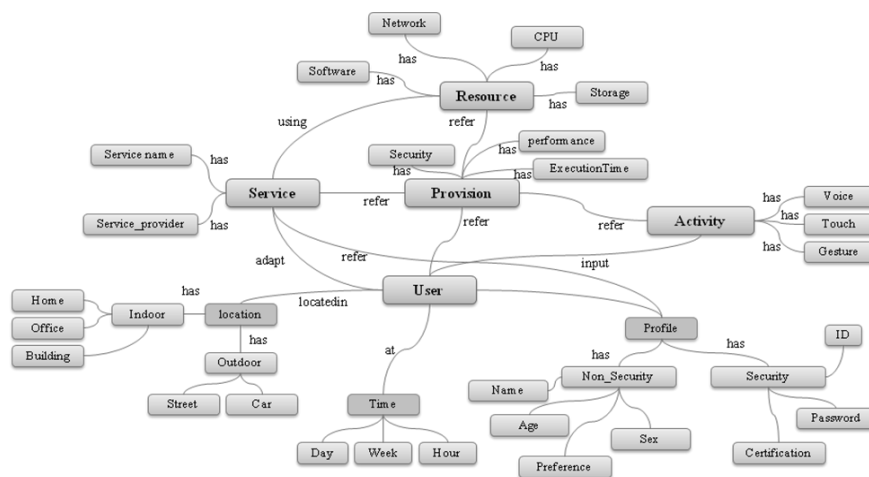 Network
CPU
has
has
Software
has
Resource
has
Storage
using
refer
Security
has
performance
Service name
has
has
has
ExecutionTime
Service
refer
Provision
Voice
has
Service_provider
has
refer
refer
Activity
has
Touch
has
Gesture
adapt
refer
input
User
Home
has
locatedin
Indoor
location
Office
Profile
ID
Building
has
at
has
has
Outdoor
Non_Security
Security
Name
Street
Car
Time
Age
Password
Sex
Day
Week
Hour
Certification
Preference